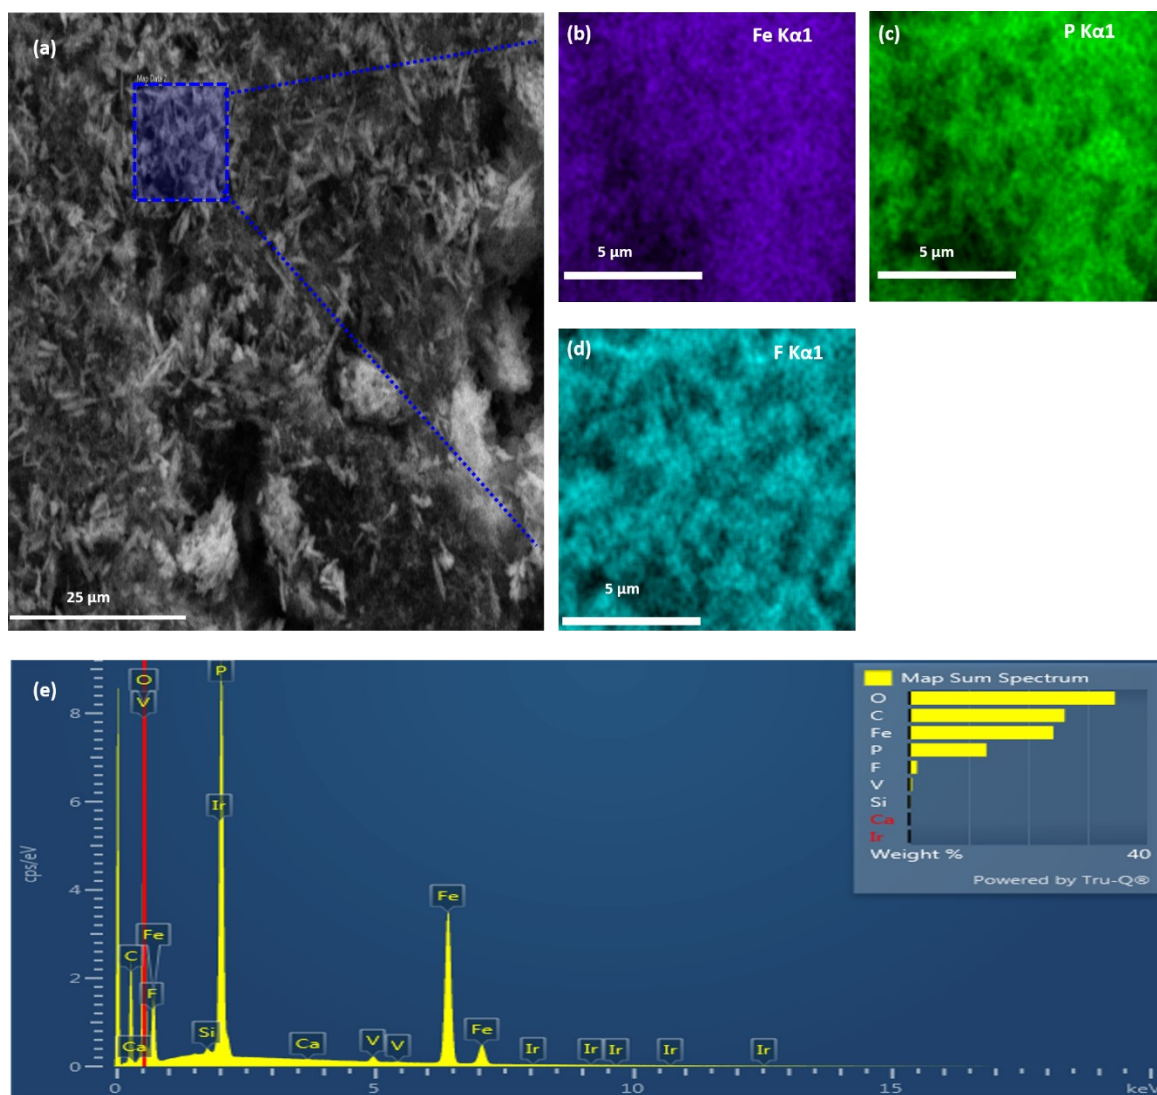 (a)
Map Data 2
25 µm
(b)
Fe Kα1
5 µm
(c)
P Kα1
5 µm
(d)
F Kα1
5 µm
(e)
cps/eV
8
6
4
2
0
O
V
P
Ir
Fe
C
F
Ca
Si
Ca
V
V
Fe
Fe
Ir
Ir
Ir
Ir
Ir
0
5
10
15
keV
Map Sum Spectrum
O
C
Fe
P
F
V
Si
Ca
Ir
Weight %
40
Powered by Tru-Q®